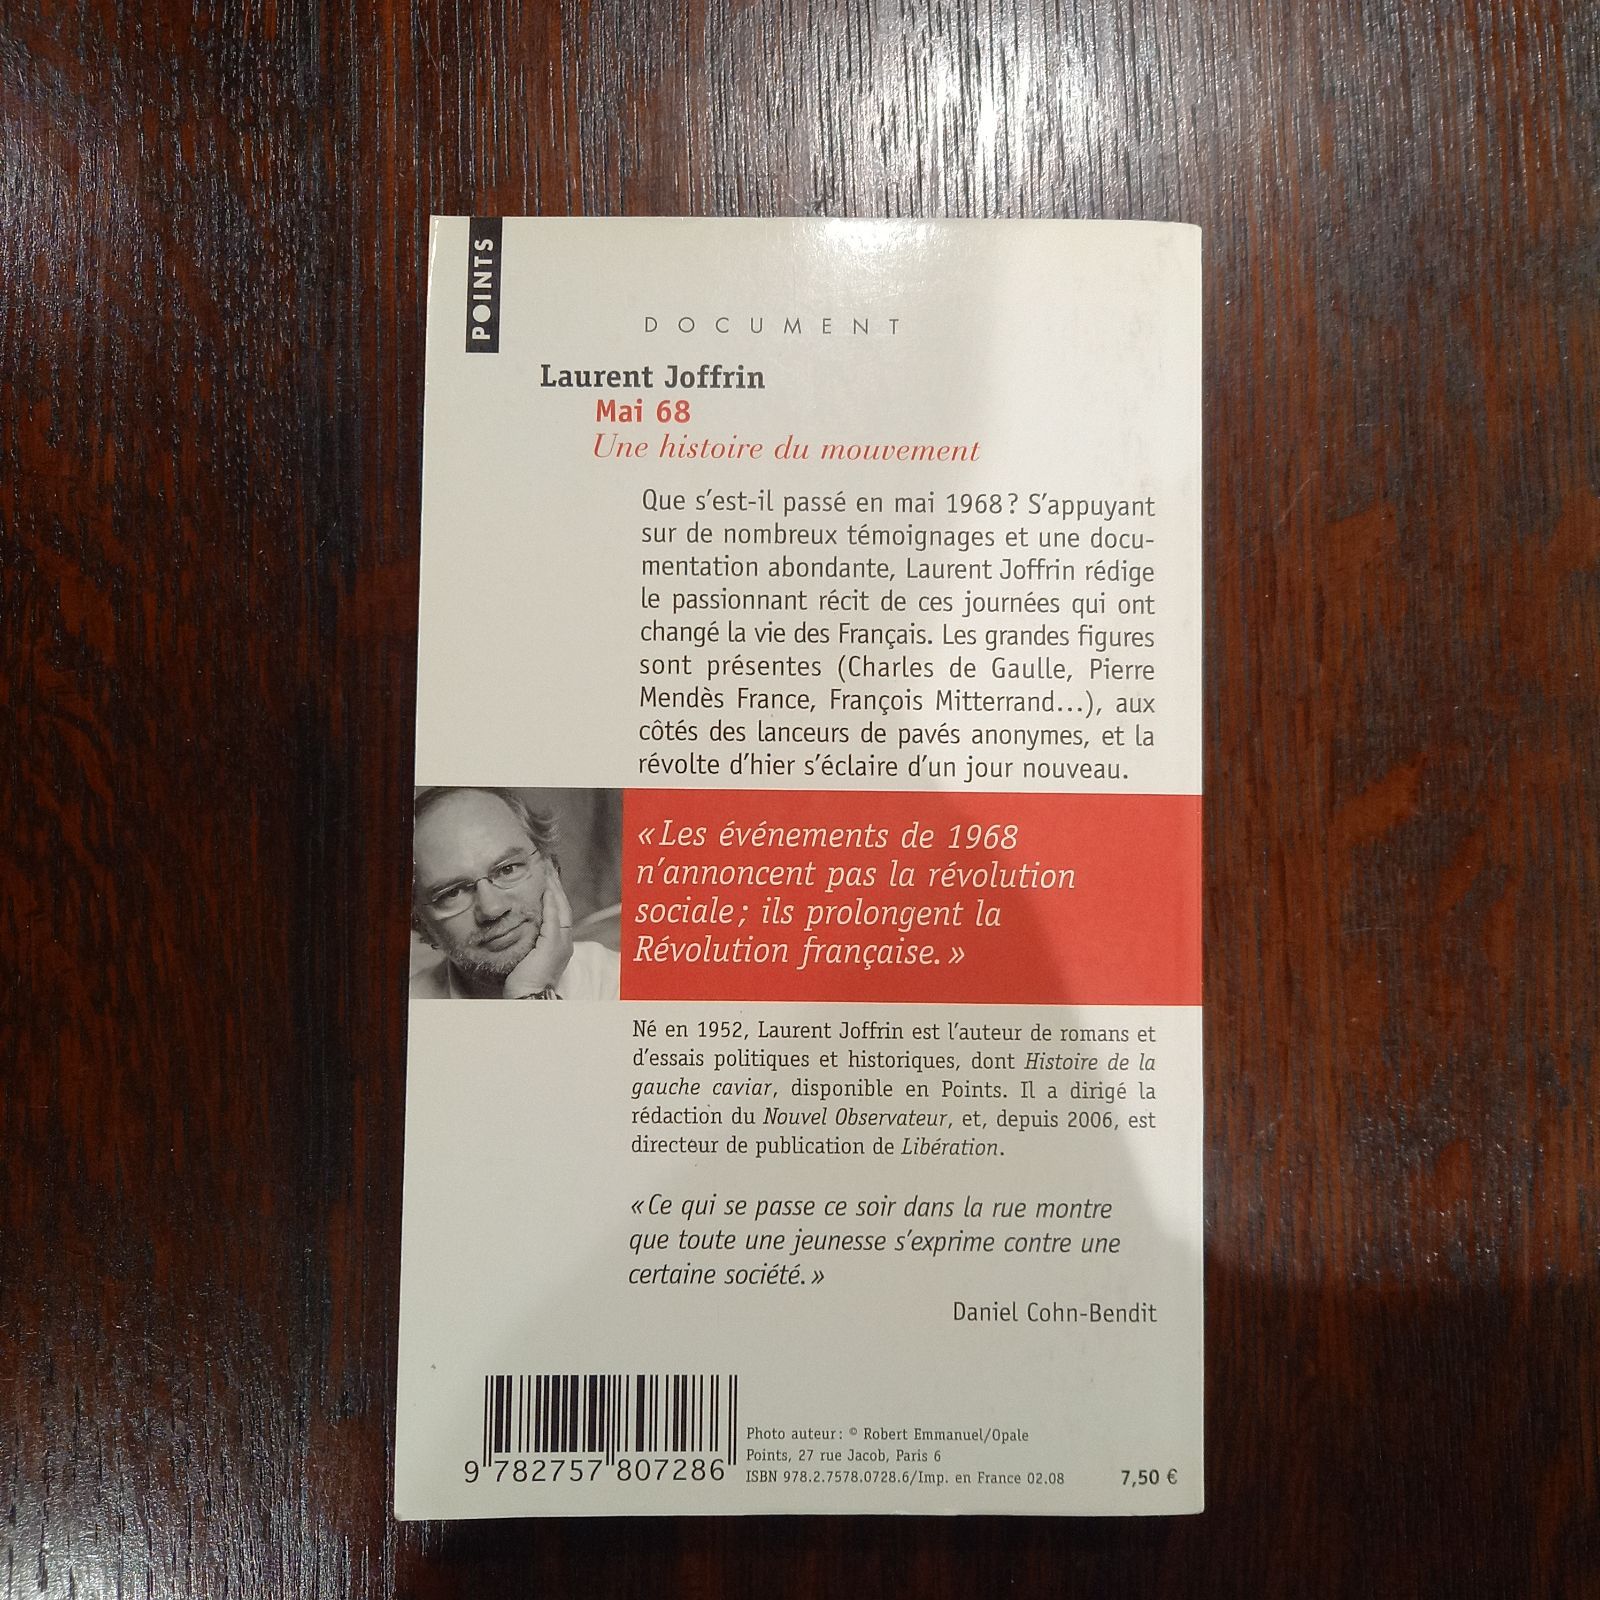 POINTS
DOCUMENT
Laurent Joffrin
Mai 68
Une histoire du mouvement
Que s'est-il passé en mai 1968 ? S'appuyant
sur de nombreux témoignages et une docu-
mentation abondante, Laurent Joffrin rédige
le passionnant récit de ces journées qui ont
changé la vie des Français. Les grandes figures
sont présentes (Charles de Gaulle, Pierre
Mendès France, François Mitterrand...), aux
côtés des lanceurs de pavés anonymes, et la
révolte d'hier s'éclaire d'un jour nouveau.
« Les événements de 1968
n'annoncent pas la révolution
sociale ; ils prolongent la
Révolution française. »
Né en 1952, Laurent Joffrin est l'auteur de romans et
d'essais politiques et historiques, dont Histoire de la
gauche caviar, disponible en Points. Il a dirigé la
rédaction du Nouvel Observateur, et, depuis 2006, est
directeur de publication de Libération.
« Ce qui se passe ce soir dans la rue montre
que toute une jeunesse s'exprime contre une
certaine société. »
Daniel Cohn-Bendit
9 782757 807286
Photo auteur : © Robert Emmanuel/Opale
Points, 27 rue Jacob, Paris 6
ISBN 978.2.7578.0728.6/Imp. en France 02.08
7,50 €